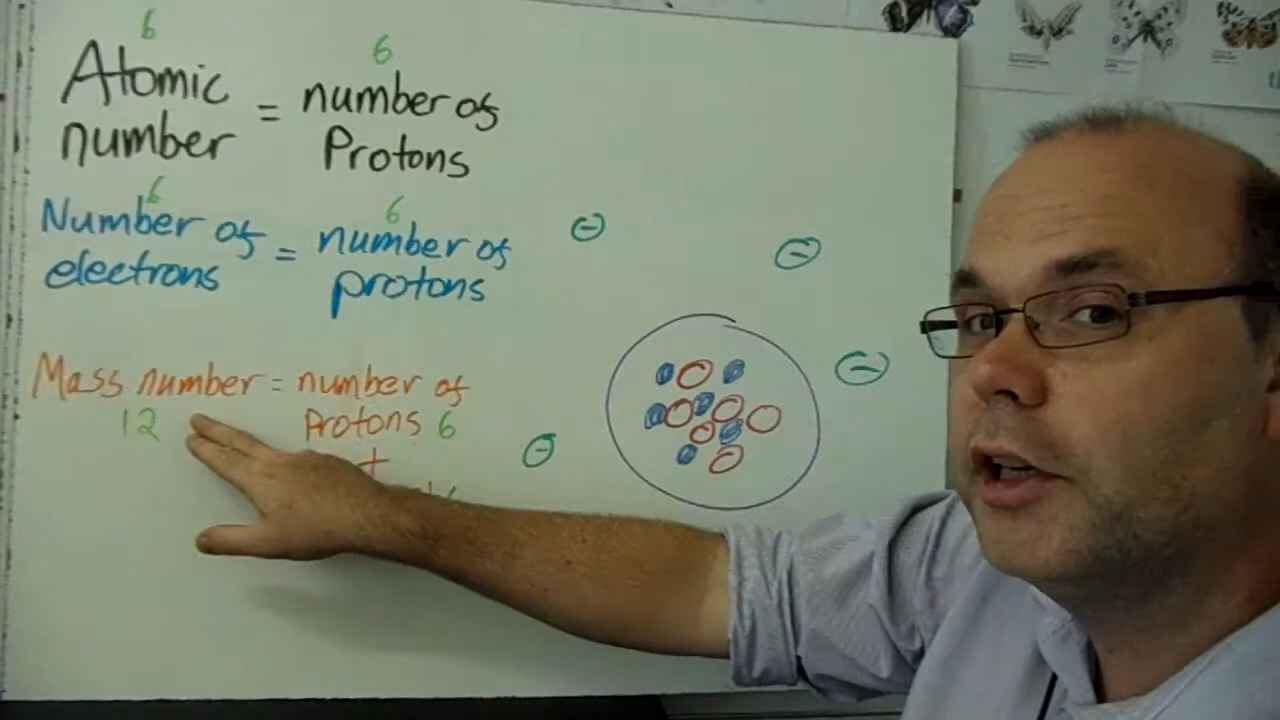 6 6
Atomic number = number of Protons
6 6
Number of electrons = number of protons
Mass number = number of
12 Protons 6
+